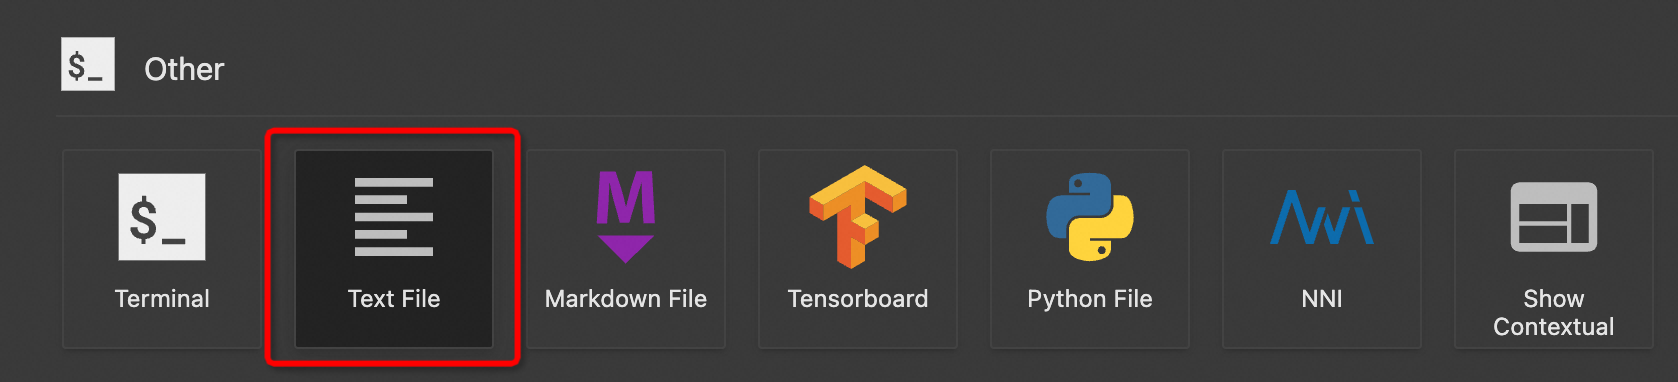 $_ Other
$_
M
Terminal
Text File
Markdown File
Tensorboard
Python File
NNI
Show
Contextual